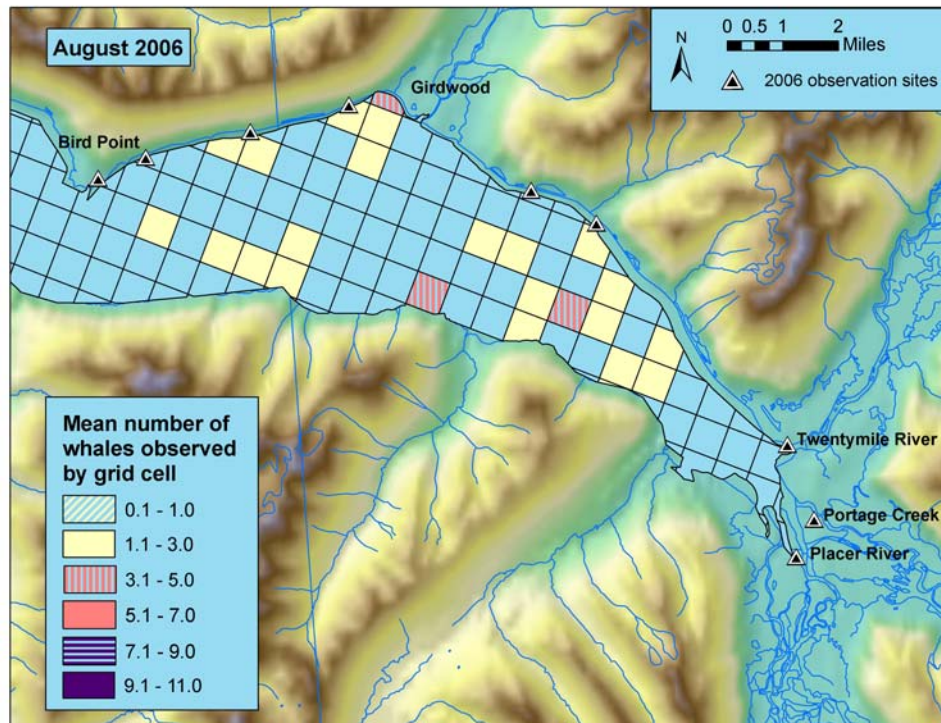 August 2006
N
0 0.5 1 2
Miles
2006 observation sites
Girdwood
Bird Point
Twentymile River
Portage Creek
Placer River
Mean number of
whales observed
by grid cell
0.1 - 1.0
1.1 - 3.0
3.1 - 5.0
5.1 - 7.0
7.1 - 9.0
9.1 - 11.0